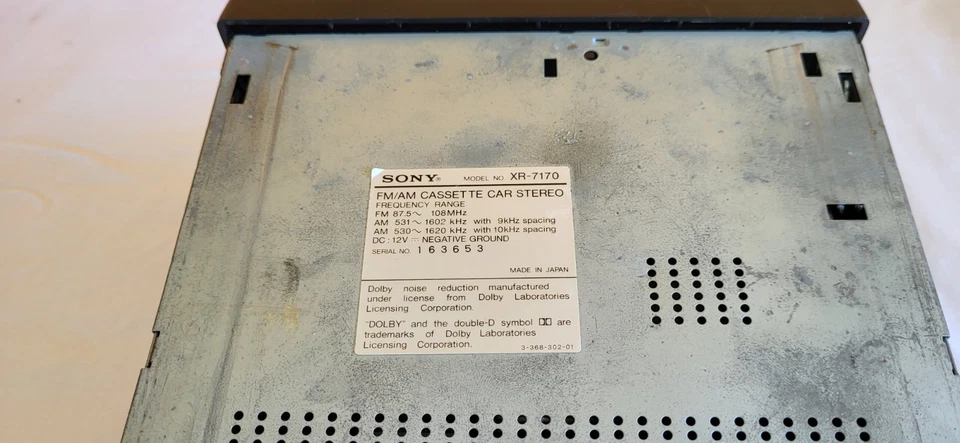 SONY® MODEL NO. XR-7170
FM/AM CASSETTE CAR STEREO
FREQUENCY RANGE
FM 87.5～ 108MHz
AM 531～ 1602 kHz with 9kHz spacing
AM 530～ 1620 kHz with 10kHz spacing
DC: 12V ⎓ NEGATIVE GROUND
SERIAL NO. 163653
MADE IN JAPAN
Dolby noise reduction manufactured
under license from Dolby Laboratories
Licensing Corporation.
"DOLBY" and the double-D symbol DD are
trademarks of Dolby Laboratories
Licensing Corporation.
3-368-302-01